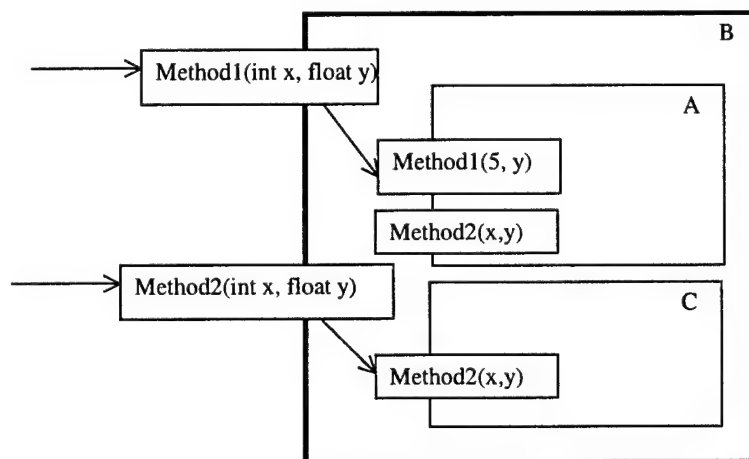 B
Method1(int x, float y)
A
Method1(5, y)
Method2(x,y)
Method2(int x, float y)
C
Method2(x,y)